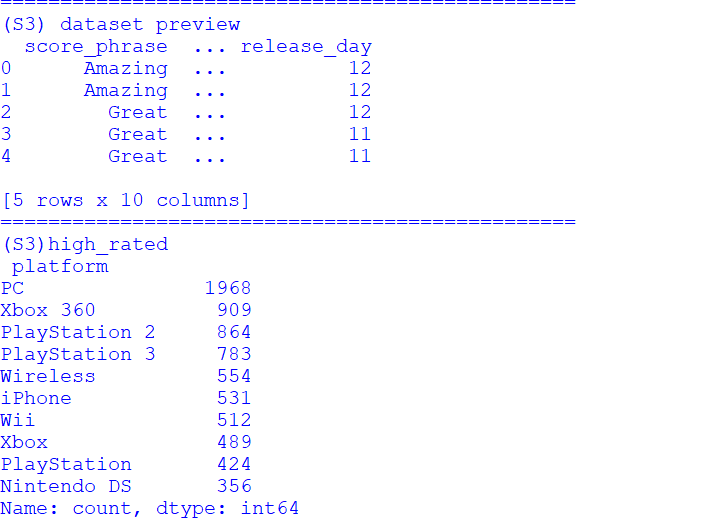 ================================================
(S3) dataset preview
  score_phrase  ... release_day
0      Amazing  ...          12
1      Amazing  ...          12
2        Great  ...          12
3        Great  ...          11
4        Great  ...          11
[5 rows x 10 columns]
================================================
(S3)high_rated
 platform
PC               1968
Xbox 360          909
PlayStation 2     864
PlayStation 3     783
Wireless          554
iPhone            531
Wii               512
Xbox              489
PlayStation       424
Nintendo DS       356
Name: count, dtype: int64